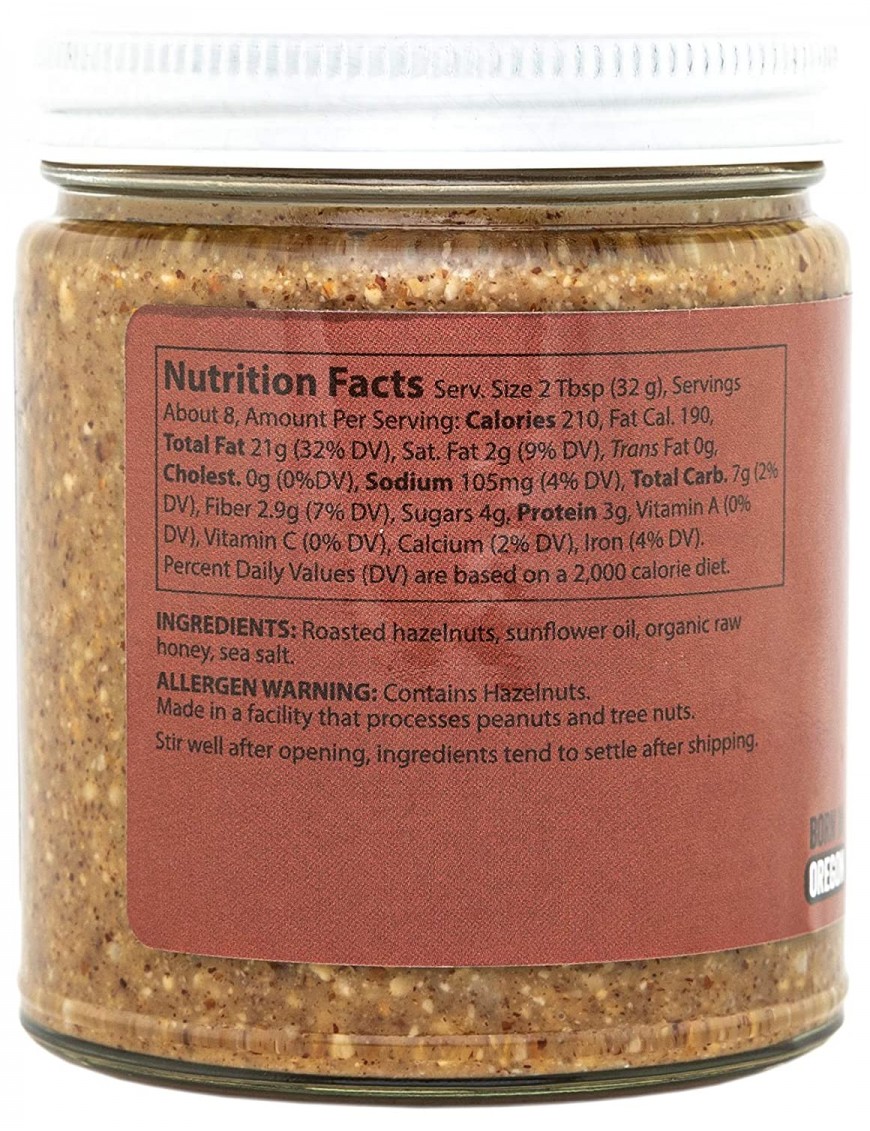 Nutrition Facts Serv. Size 2 Tbsp (32 g), Servings
About 8, Amount Per Serving: Calories 210, Fat Cal. 190,
Total Fat 21g (32% DV), Sat. Fat 2g (9% DV), Trans Fat 0g,
Cholest. 0g (0%DV), Sodium 105mg (4% DV), Total Carb. 7g (2%
DV), Fiber 2.9g (7% DV), Sugars 4g, Protein 3g, Vitamin A (0%
DV), Vitamin C (0% DV), Calcium (2% DV), Iron (4% DV).
Percent Daily Values (DV) are based on a 2,000 calorie diet.
INGREDIENTS: Roasted hazelnuts, sunflower oil, organic raw
honey, sea salt.
ALLERGEN WARNING: Contains Hazelnuts.
Made in a facility that processes peanuts and tree nuts.
Stir well after opening, ingredients tend to settle after shipping.
BORN
OREGON